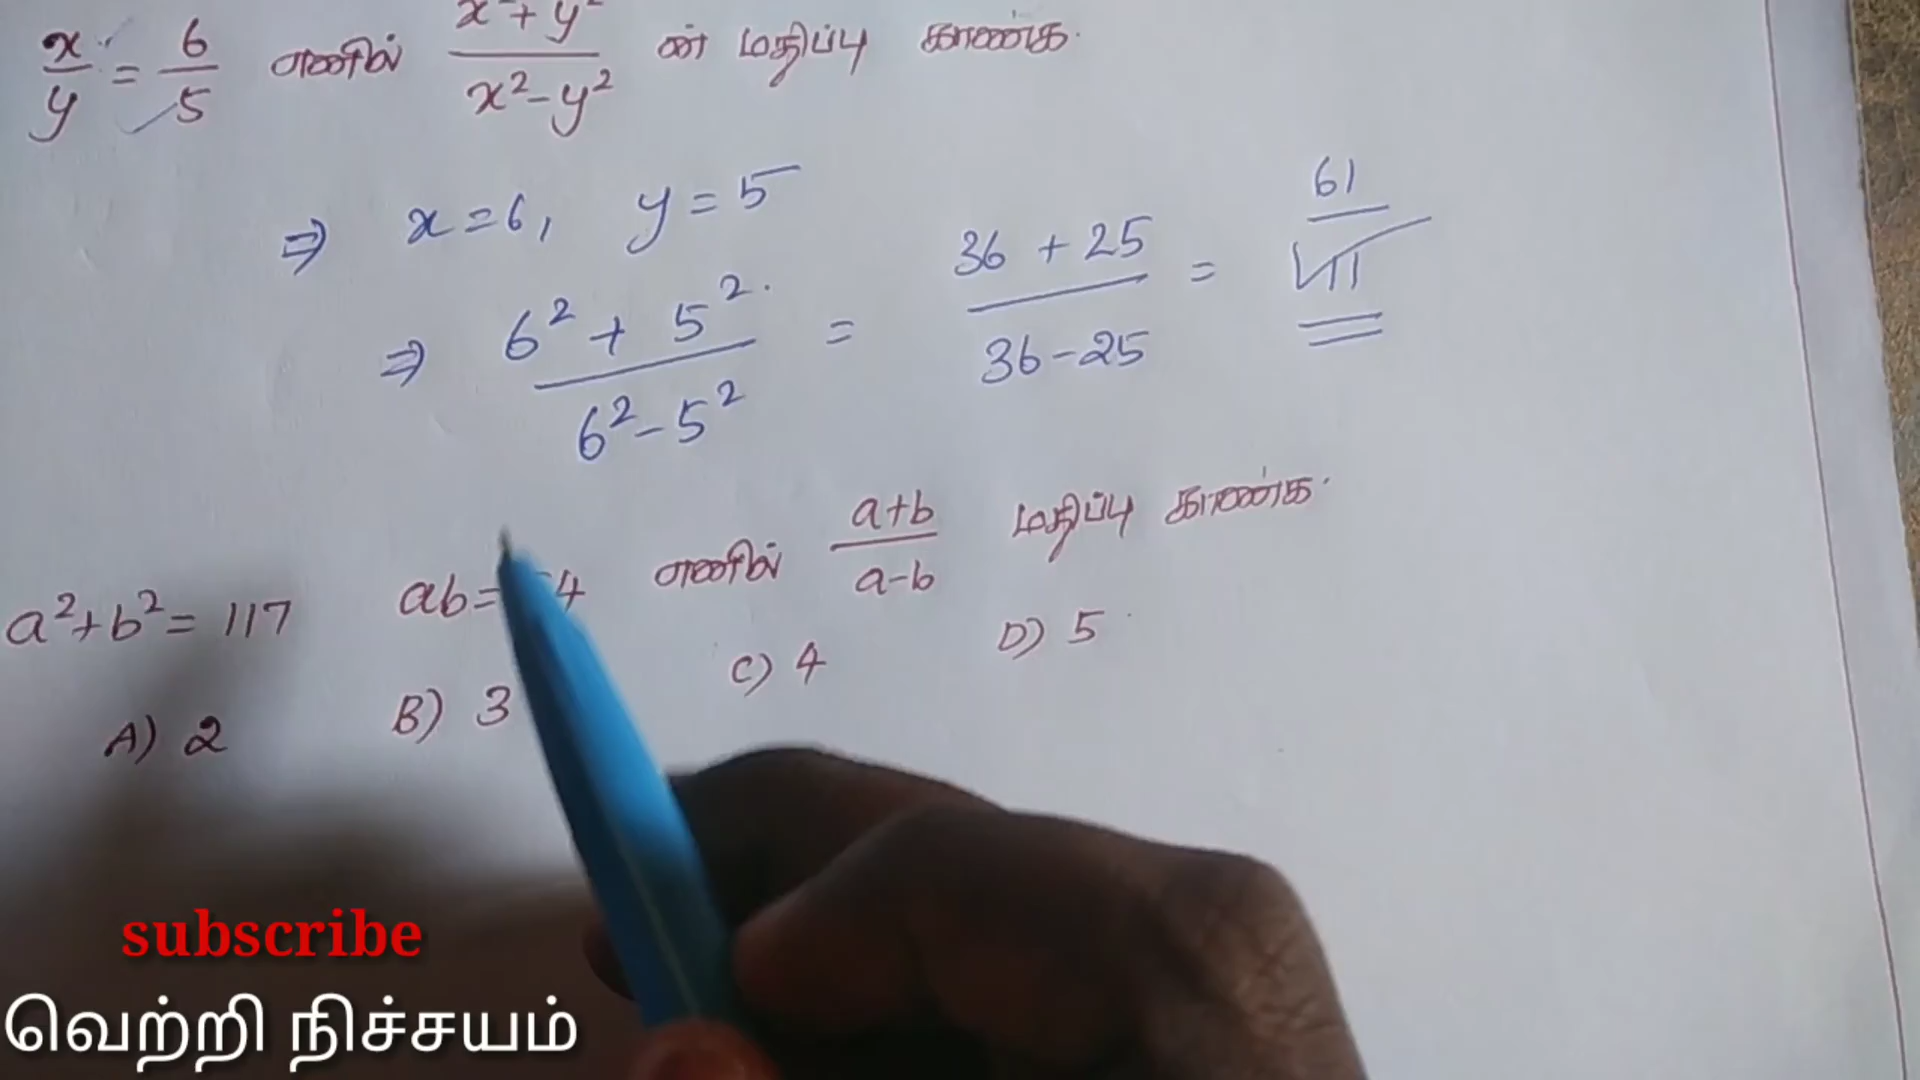 x/y = 6/5 எனில் x²+y²/x²-y² ன் மதிப்பு காண்க.
⇒ x=6, y=5
⇒ 6²+5²/6²-5² = 36+25/36-25 = 61/11
a²+b²=117 ab= 4 எனில் a+b/a-b மதிப்பு காண்க.
A) 2 B) 3 C) 4 D) 5
subscribe
வெற்றி நிச்சயம்